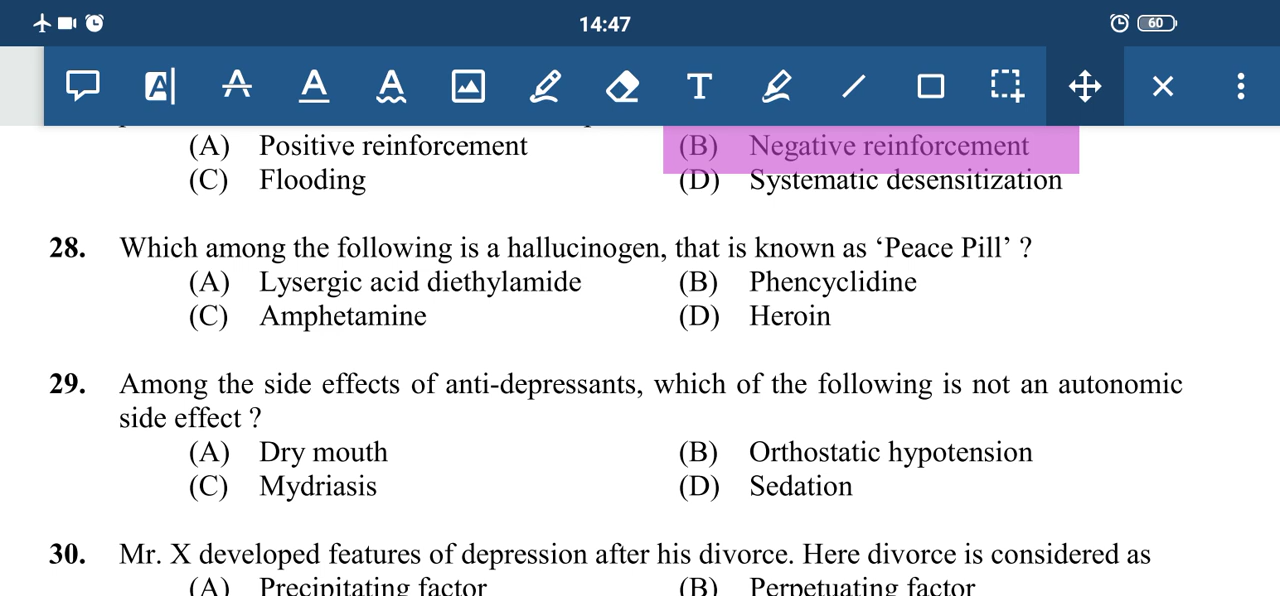 14:47
60
(A) Positive reinforcement (B) Negative reinforcement
(C) Flooding (D) Systematic desensitization
28. Which among the following is a hallucinogen, that is known as ‘Peace Pill’ ?
(A) Lysergic acid diethylamide (B) Phencyclidine
(C) Amphetamine (D) Heroin
29. Among the side effects of anti-depressants, which of the following is not an autonomic
side effect ?
(A) Dry mouth (B) Orthostatic hypotension
(C) Mydriasis (D) Sedation
30. Mr. X developed features of depression after his divorce. Here divorce is considered as
(A) Precipitating factor (B) Perpetuating factor